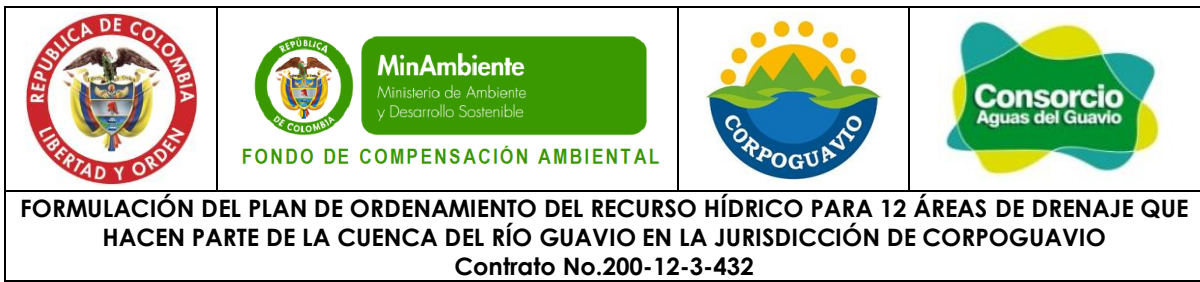 REPUBLICA DE COLOMBIA
LIBERTAD Y ORDEN
REPÚBLICA
DE COLOMBIA
MinAmbiente
Ministerio de Ambiente
y Desarrollo Sostenible
FONDO DE COMPENSACIÓN AMBIENTAL
CORPOGUAVIO
Consorcio
Aguas del Guavio
FORMULACIÓN DEL PLAN DE ORDENAMIENTO DEL RECURSO HÍDRICO PARA 12 ÁREAS DE DRENAJE QUE
HACEN PARTE DE LA CUENCA DEL RÍO GUAVIO EN LA JURISDICCIÓN DE CORPOGUAVIO
Contrato No.200-12-3-432